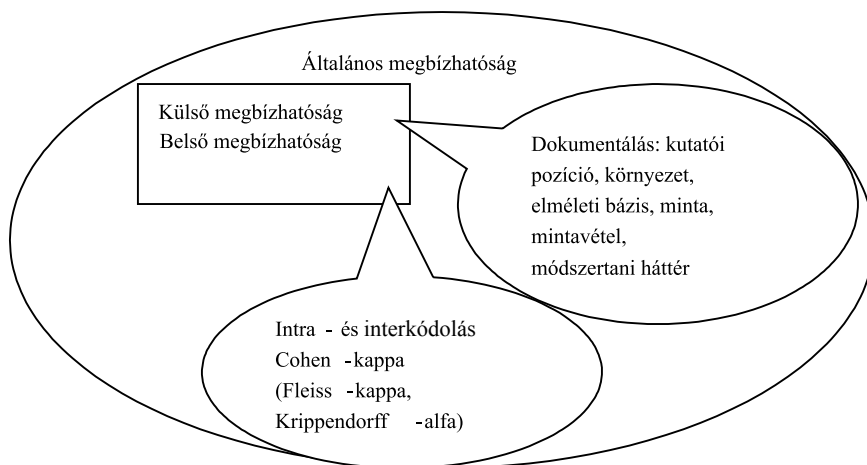 Általános megbízhatóság
Külső megbízhatóság
Belső megbízhatóság
Dokumentálás: kutatói
pozíció, környezet,
elméleti bázis, minta,
mintavétel,
módszertani háttér
Intra - és interkódolás
Cohen -kappa
(Fleiss -kappa,
Krippendorff -alfa)